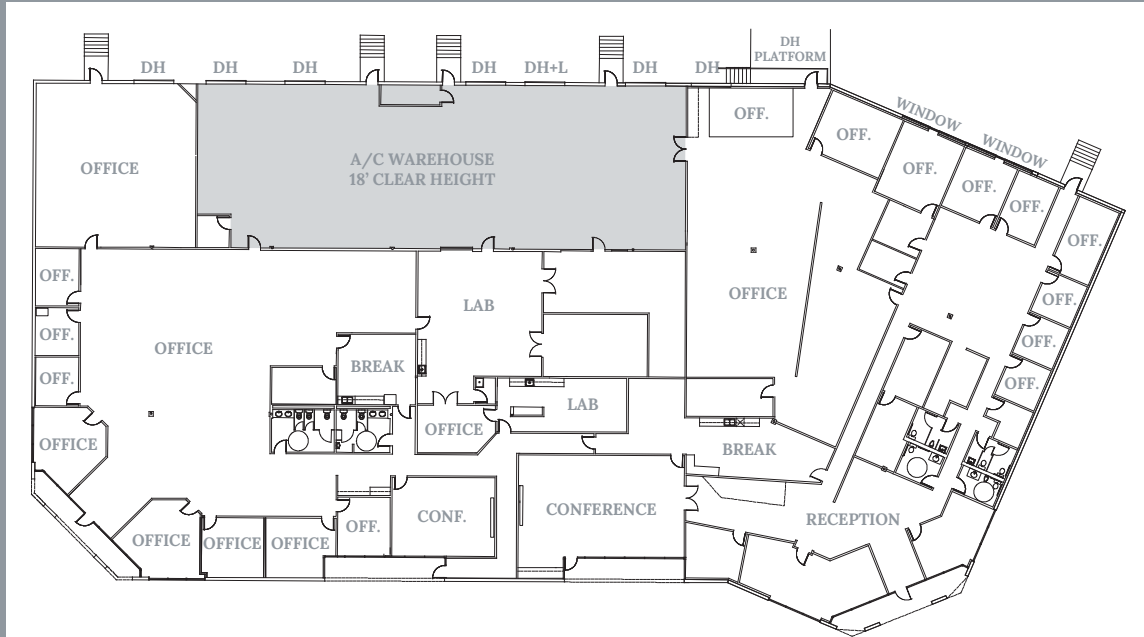 DH
PLATFORM
DH
DH
DH
DH
DH+L
DH
DH
WINDOW
WINDOW
OFF.
OFF.
OFF.
OFF.
OFF.
A/C WAREHOUSE
18’ CLEAR HEIGHT
OFFICE
OFF.
OFF.
OFFICE
OFF.
LAB
OFF.
OFF.
OFFICE
BREAK
OFF.
OFF.
LAB
OFFICE
OFFICE
BREAK
CONFERENCE
CONF.
OFF.
RECEPTION
OFFICE
OFFICE
OFFICE